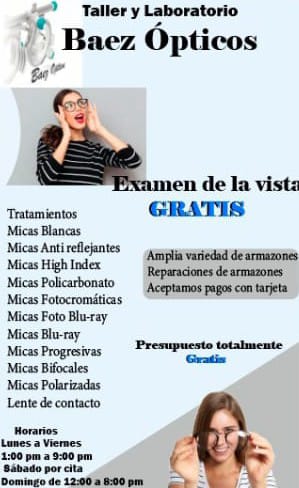 Taller y Laboratorio
Baez Ópticos
Baez Óptico
Examen de la vista
GRATIS
Tratamientos
Micas Blancas
Micas Anti reflejantes
Micas High Index
Micas Policarbonato
Micas Fotocromáticas
Micas Foto Blu-ray
Micas Blu-ray
Micas Progresivas
Micas Bifocales
Micas Polarizadas
Lente de contacto
Amplia variedad de armazones
Reparaciones de armazones
Aceptamos pagos con tarjeta
Presupuesto totalmente
Gratis
Horarios
Lunes a Viernes
1:00 pm a 9:00 pm
Sábado por cita
Domingo de 12:00 a 8:00 pm